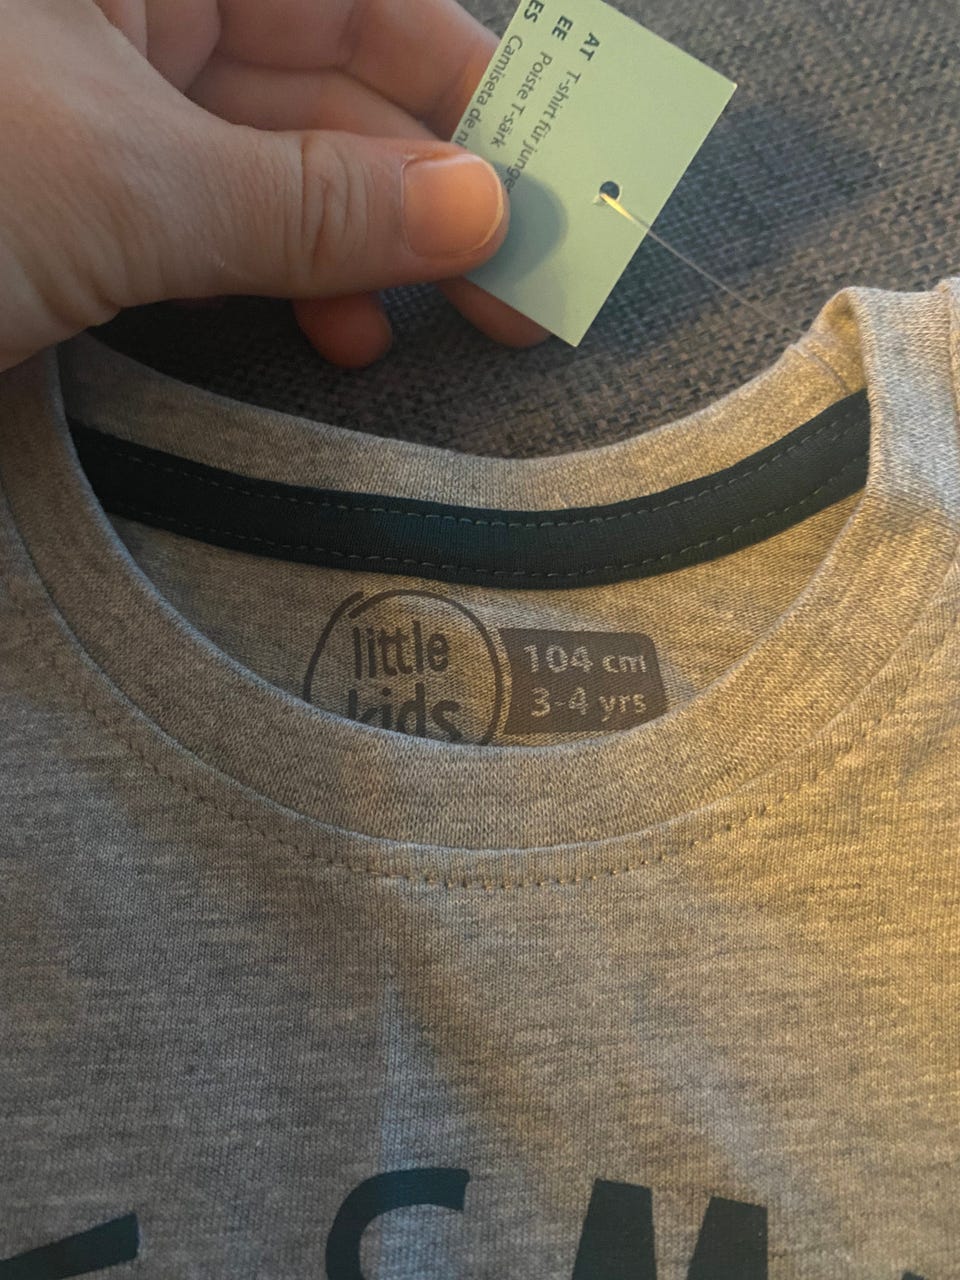 AT T-shirt für junge
EE Poiste T-särk
ES Camiseta de
little
kids
104 cm
3-4 yrs